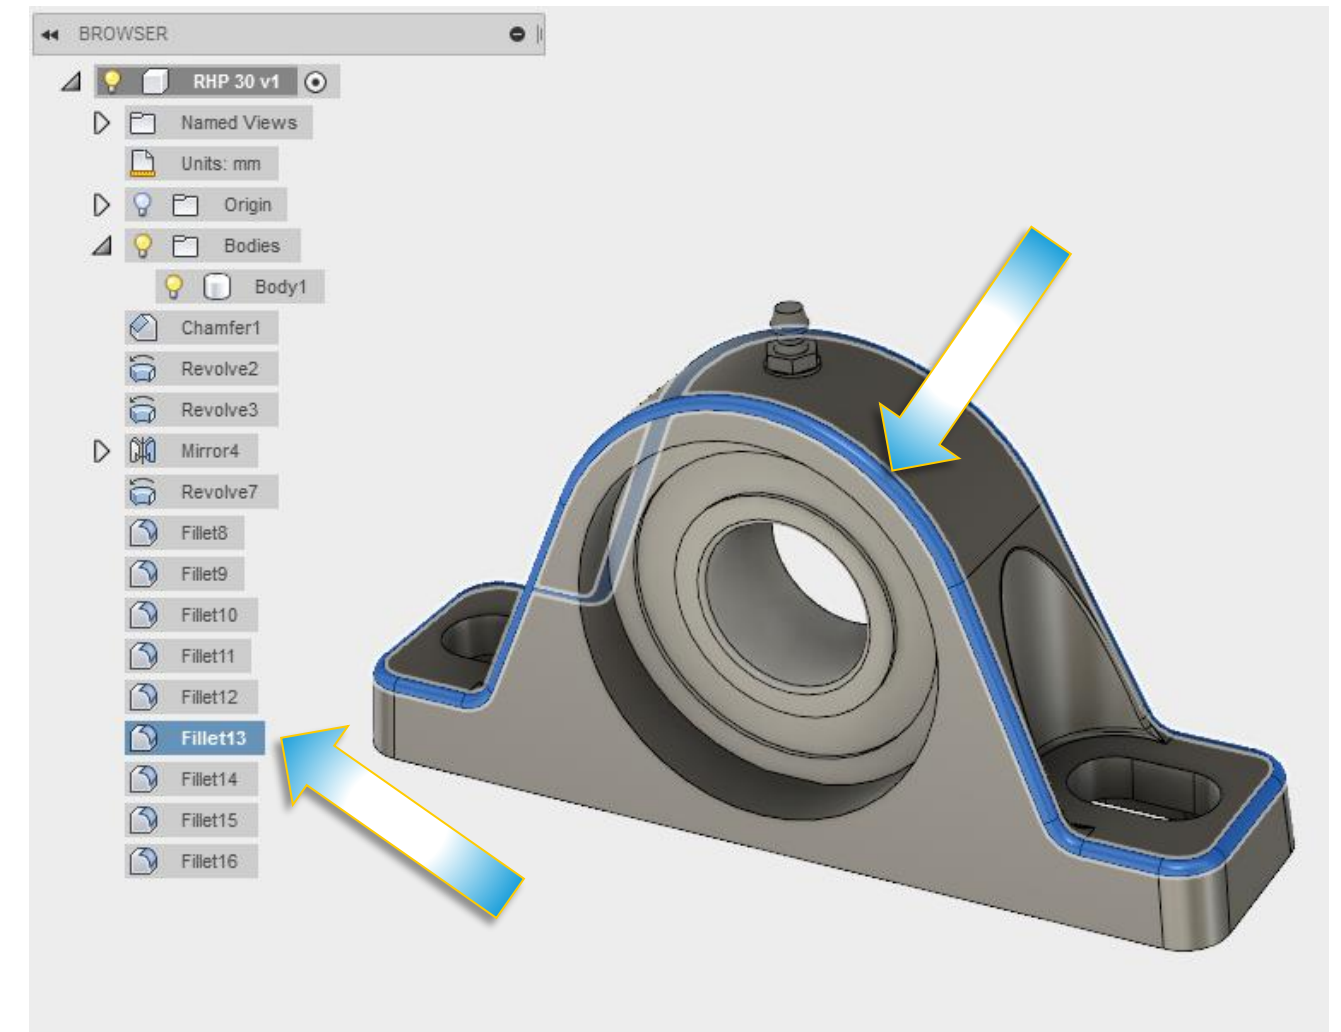 BROWSER
RHP 30 v1
Named Views
Units: mm
Origin
Bodies
Body1
Chamfer1
Revolve2
Revolve3
Mirror4
Revolve7
Fillet8
Fillet9
Fillet10
Fillet11
Fillet12
Fillet13
Fillet14
Fillet15
Fillet16